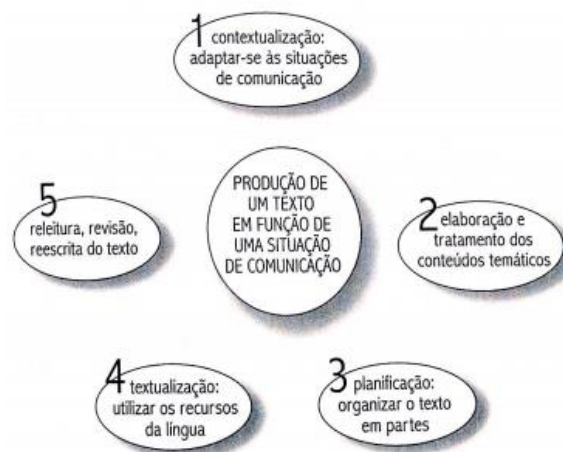 1 contextualização:
adaptar-se às situações
de comunicação
PRODUÇÃO DE
UM TEXTO
EM FUNÇÃO DE
UMA SITUAÇÃO
DE COMUNICAÇÃO
2 elaboração e
tratamento dos
conteúdos temáticos
3 planificação:
organizar o texto
em partes
4 textualização:
utilizar os recursos
da língua
5
releitura, revisão,
reescrita do texto